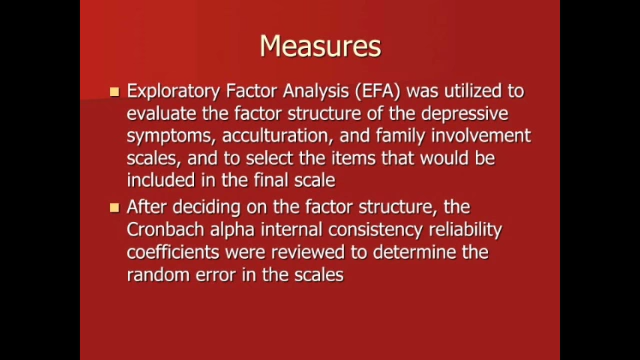 Measures
Exploratory Factor Analysis (EFA) was utilized to
evaluate the factor structure of the depressive
symptoms, acculturation, and family involvement
scales, and to select the items that would be
included in the final scale
After deciding on the factor structure, the
Cronbach alpha internal consistency reliability
coefficients were reviewed to determine the
random error in the scales